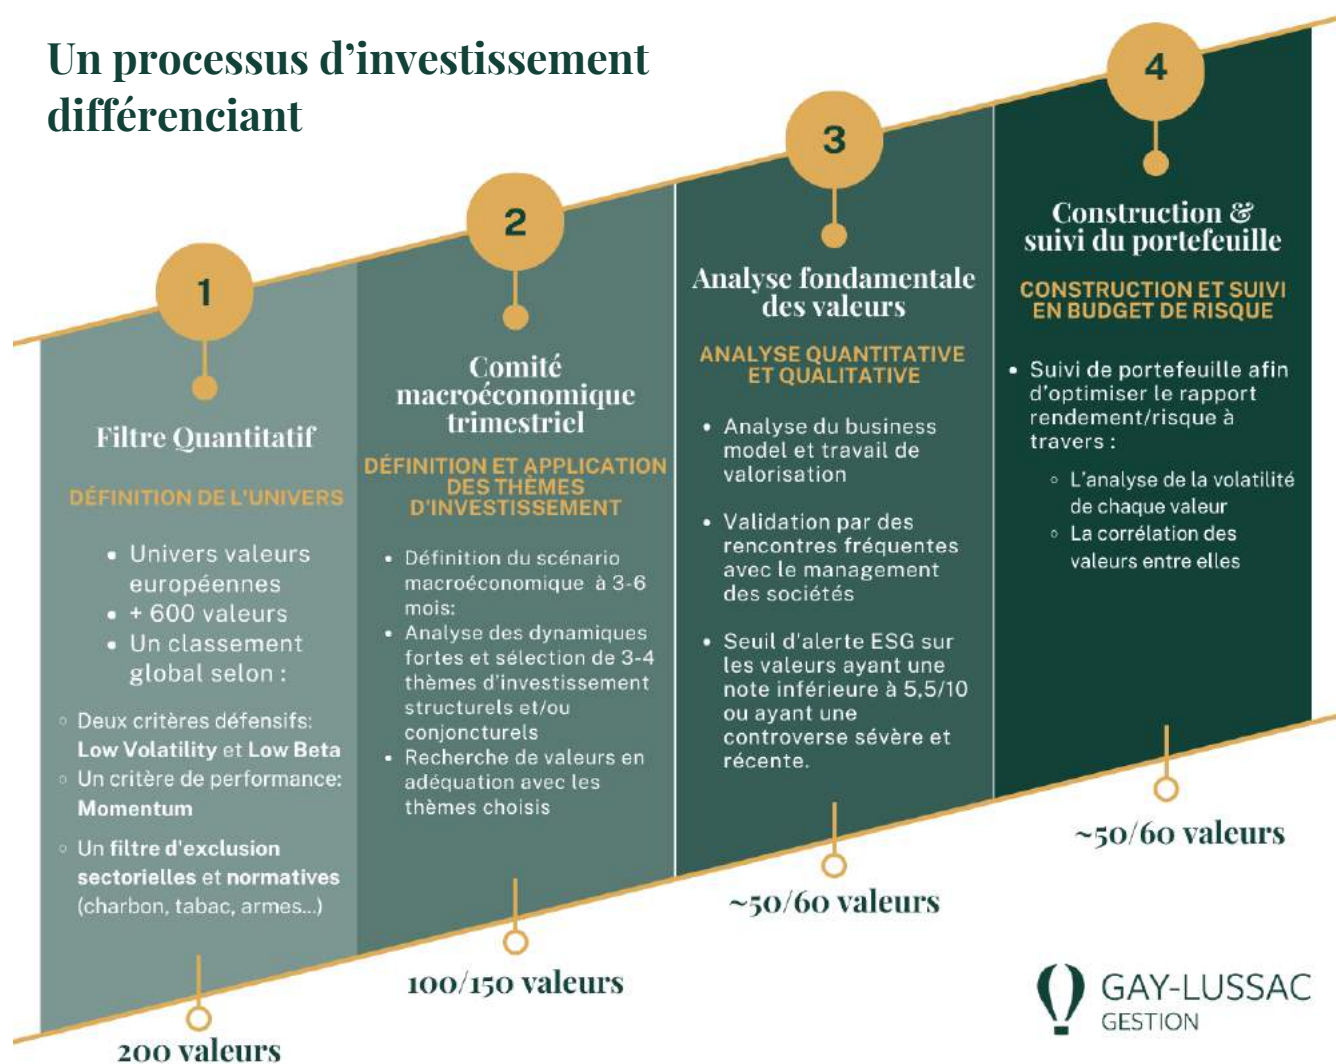 Un processus d'investissement
différenciant
1
Filtre Quantitatif
DÉFINITION DE L'UNIVERS
• Univers valeurs
européennes
• + 600 valeurs
• Un classement
global selon :
◦ Deux critères défensifs:
Low Volatility et Low Beta
◦ Un critère de performance:
Momentum
◦ Un filtre d'exclusion
sectorielles et normatives
(charbon, tabac, armes...)
200 valeurs
2
Comité
macroéconomique
trimestriel
DÉFINITION ET APPLICATION
DES THÈMES
D'INVESTISSEMENT
• Définition du scénario
macroéconomique à 3-6
mois:
• Analyse des dynamiques
fortes et sélection de 3-4
thèmes d'investissement
structurels et/ou
conjoncturels
• Recherche de valeurs en
adéquation avec les
thèmes choisis
100/150 valeurs
3
Analyse fondamentale
des valeurs
ANALYSE QUANTITATIVE
ET QUALITATIVE
• Analyse du business
model et travail de
valorisation
• Validation par des
rencontres fréquentes
avec le management
des sociétés
• Seuil d'alerte ESG sur
les valeurs ayant une
note inférieure à 5,5/10
ou ayant une
controverse sévère et
récente.
~50/60 valeurs
4
Construction &
suivi du portefeuille
CONSTRUCTION ET SUIVI
EN BUDGET DE RISQUE
• Suivi de portefeuille afin
d'optimiser le rapport
rendement/risque à
travers :
◦ L'analyse de la volatilité
de chaque valeur
◦ La corrélation des
valeurs entre elles
~50/60 valeurs
GAY-LUSSAC
GESTION